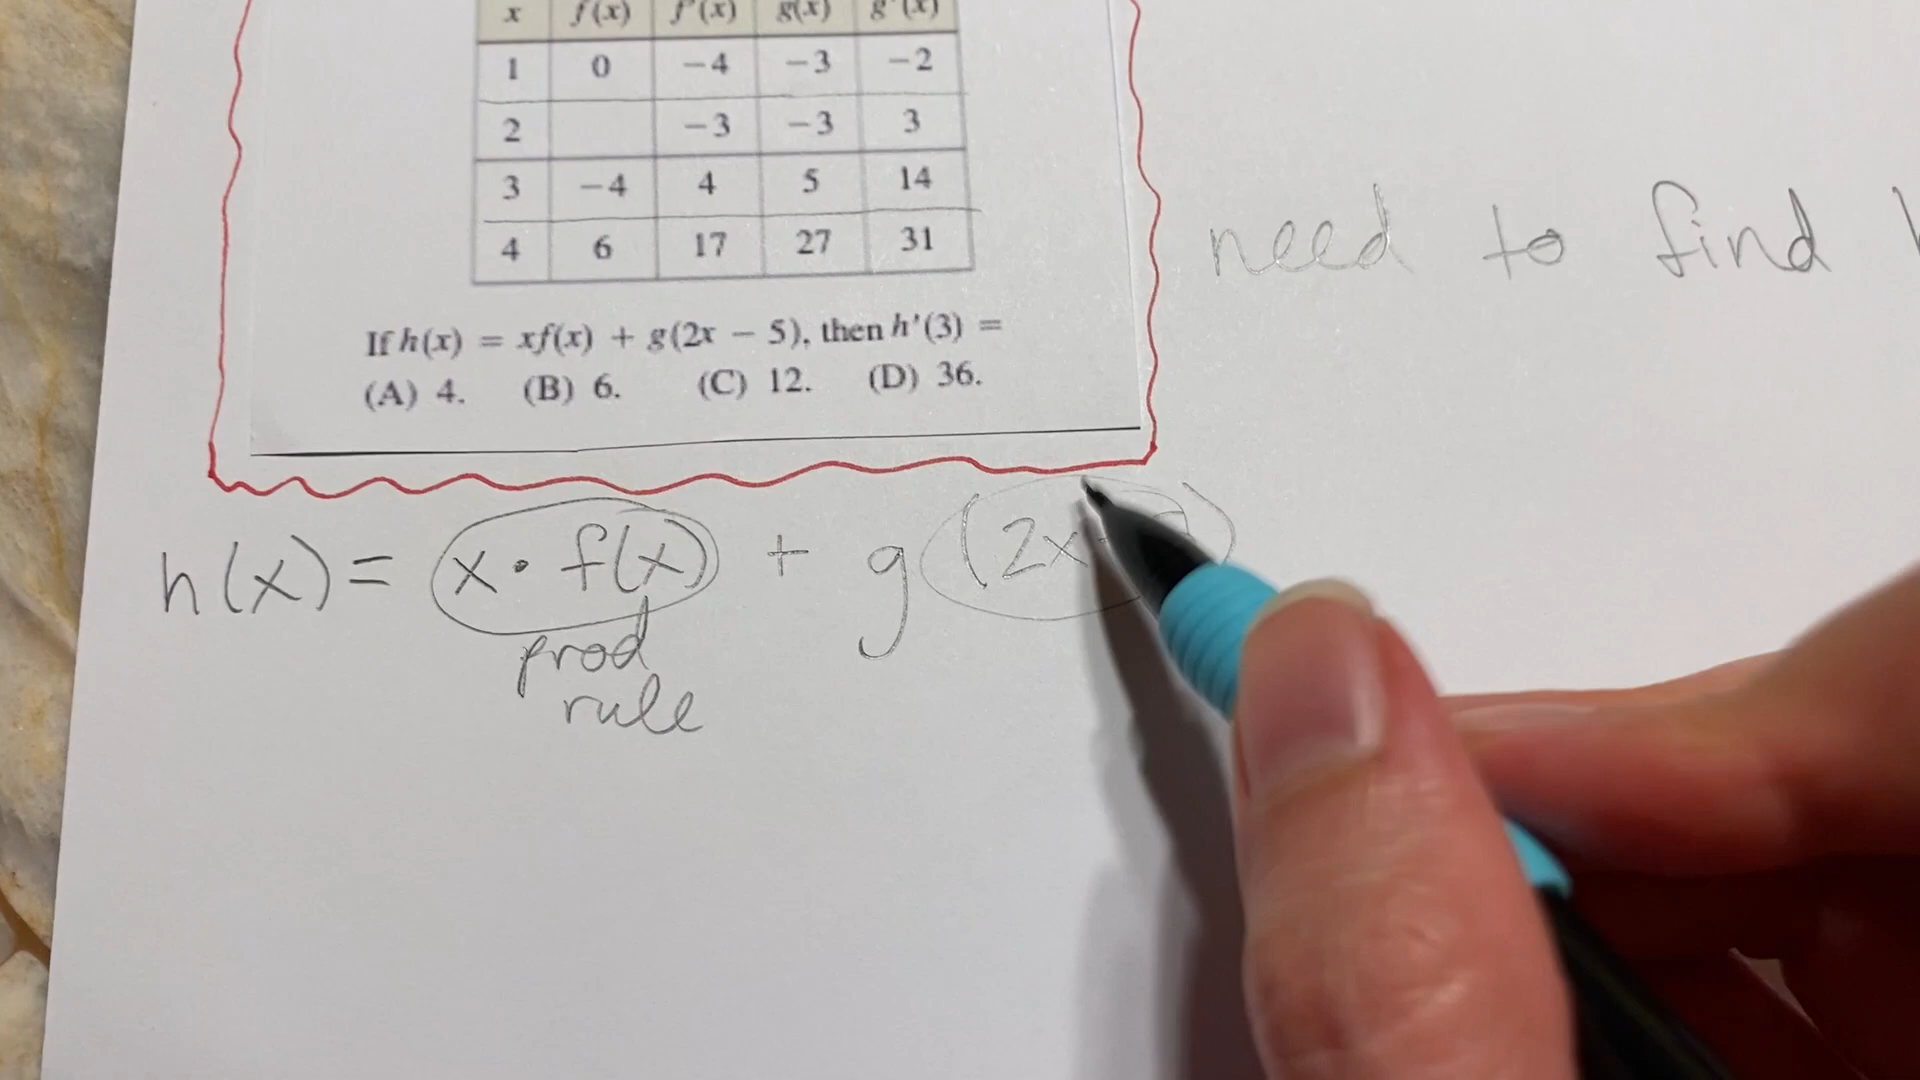 x f(x) f'(x) g(x) g'(x)
1 0 −4 −3 −2
2 −3 −3 3
3 −4 4 5 14
4 6 17 27 31
need to find
If h(x) = xf(x) + g(2x − 5), then h'(3) =
(A) 4. (B) 6. (C) 12. (D) 36.
h(x) = x • f(x) + g (2x )
prod
rule